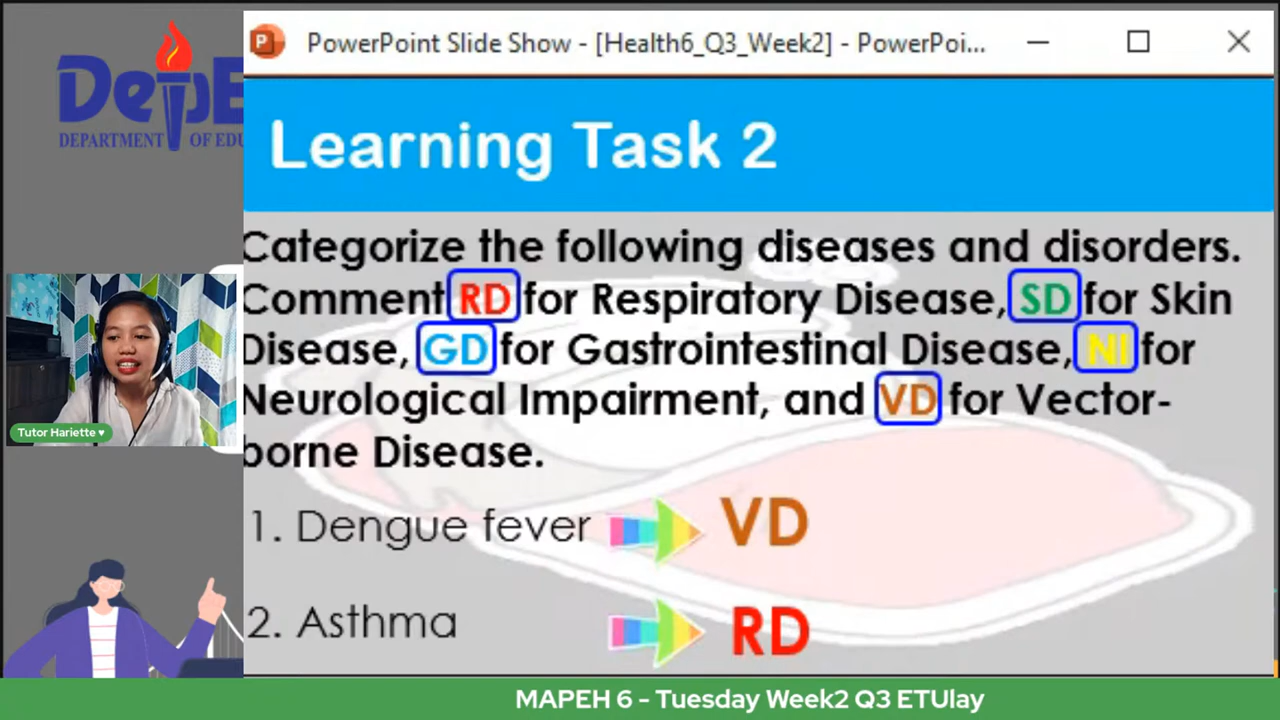 PowerPoint Slide Show - [Health6_Q3_Week2] - PowerPoi...
DepE
DEPARTMENT OF EDU
Learning Task 2
Categorize the following diseases and disorders.
Comment RD for Respiratory Disease, SD for Skin
Disease, GD for Gastrointestinal Disease, NI for
Neurological Impairment, and VD for Vector-
borne Disease.
1. Dengue fever VD
2. Asthma RD
Tutor Hariette ♥
MAPEH 6 - Tuesday Week2 Q3 ETUlay